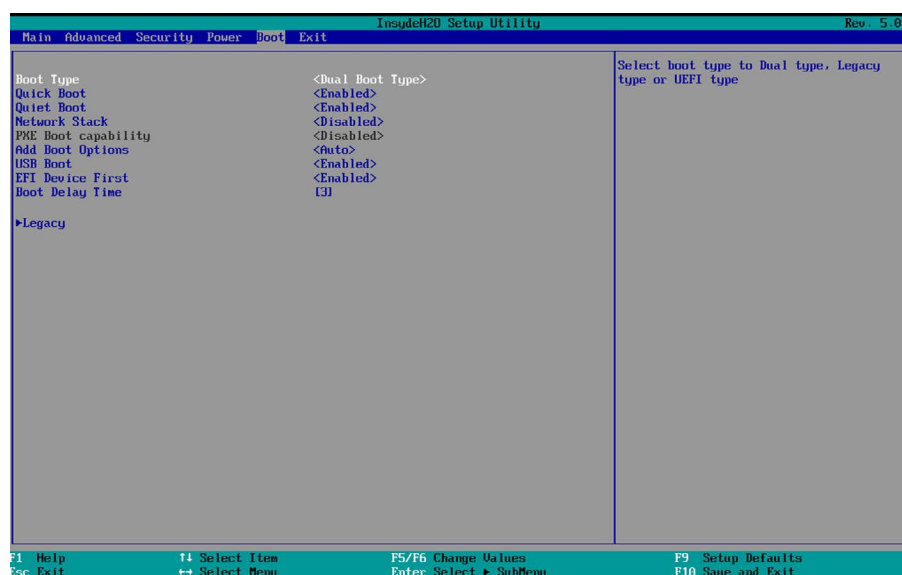 InsydeH2O Setup Utility Rev. 5.0
Main Advanced Security Power Boot Exit
Boot Type <Dual Boot Type>
Select boot type to Dual type, Legacy
type or UEFI type
Quick Boot <Enabled>
Quiet Boot <Enabled>
Network Stack <Disabled>
PXE Boot capability <Disabled>
Add Boot Options <Auto>
USB Boot <Enabled>
EFI Device First <Enabled>
Boot Delay Time [3]
►Legacy
F1 Help ↑↓ Select Item F5/F6 Change Values F9 Setup Defaults
Esc Exit ↔ Select Menu Enter Select ► SubMenu F10 Save and Exit